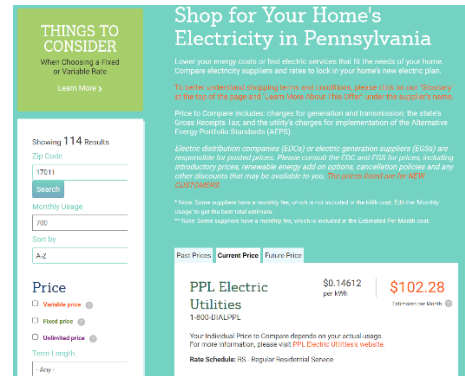 THINGS TO
CONSIDER
When Choosing a Fixed
or Variable Rate
Learn More ›
Showing 114 Results
Zip Code
17011
Search
Monthly Usage
700
Sort by
A-Z
Price
Variable price
Fixed price
Unlimited price
Term Length
- Any -
Shop for Your Home's
Electricity in Pennsylvania
Lower your energy costs or find electric services that fit the needs of your home.
Compare electricity suppliers and rates to lock in your home's new electric plan.
To better understand shopping terms and conditions, please click on our "Glossary
at the top of the page and "Learn More About This Offer" under the supplier's name.
Price to Compare includes: charges for generation and transmission, the state's
Gross Receipts Tax, and the utility's charges for implementation of the Alternative
Energy Portfolio Standards (AEPS).
Electric distribution companies (EDCs) or electric generation suppliers (EGSs) are
responsible for posted prices. Please consult the EDC and EGS for prices, including
introductory prices, renewable energy add on options, cancellation policies and any
other discounts that may be available to you. The prices listed are for NEW
CUSTOMERS.
* Note: Some suppliers have a monthly fee, which is not included in the kWh cost. Edit the 'Monthly
Usage' to get the best total estimate.
** Note: Some suppliers have a monthly fee, which is included in the Estimated Per Month cost.
Past Prices Current Price Future Price
PPL Electric
Utilities
1-800-DIALPPL
$0.14612
per kWh
$102.28
Estimated per Month
Your Individual Price to Compare depends on your actual usage.
For more information, please visit PPL Electric Utilities's website.
Rate Schedule: RS - Regular Residential
Service